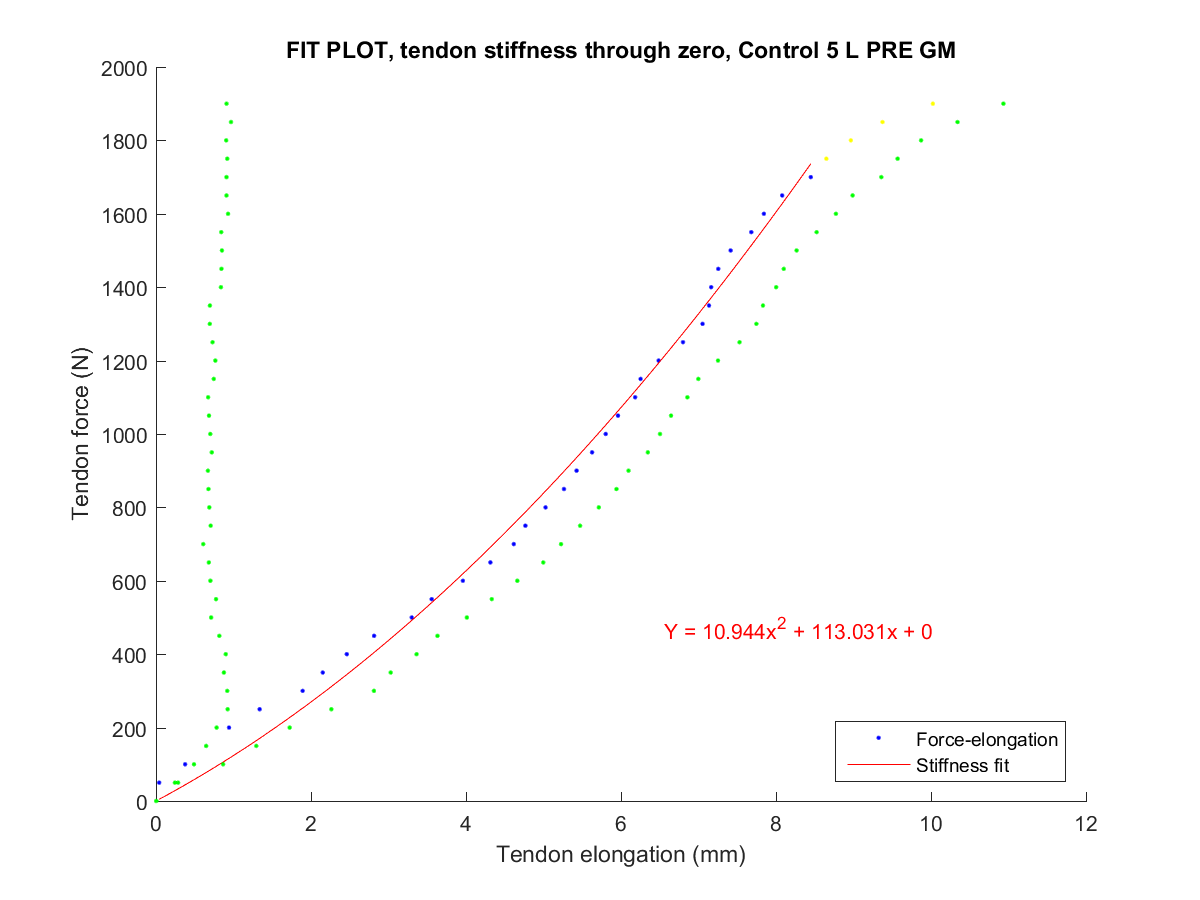 FIT PLOT, tendon stiffness through zero, Control 5 L PRE GM
2000
1800
1600
1400
1200
1000
800
600
400
200
0
Tendon force (N)
Y = 10.944x² + 113.031x + 0
Force-elongation
Stiffness fit
0 2 4 6 8 10 12
Tendon elongation (mm)